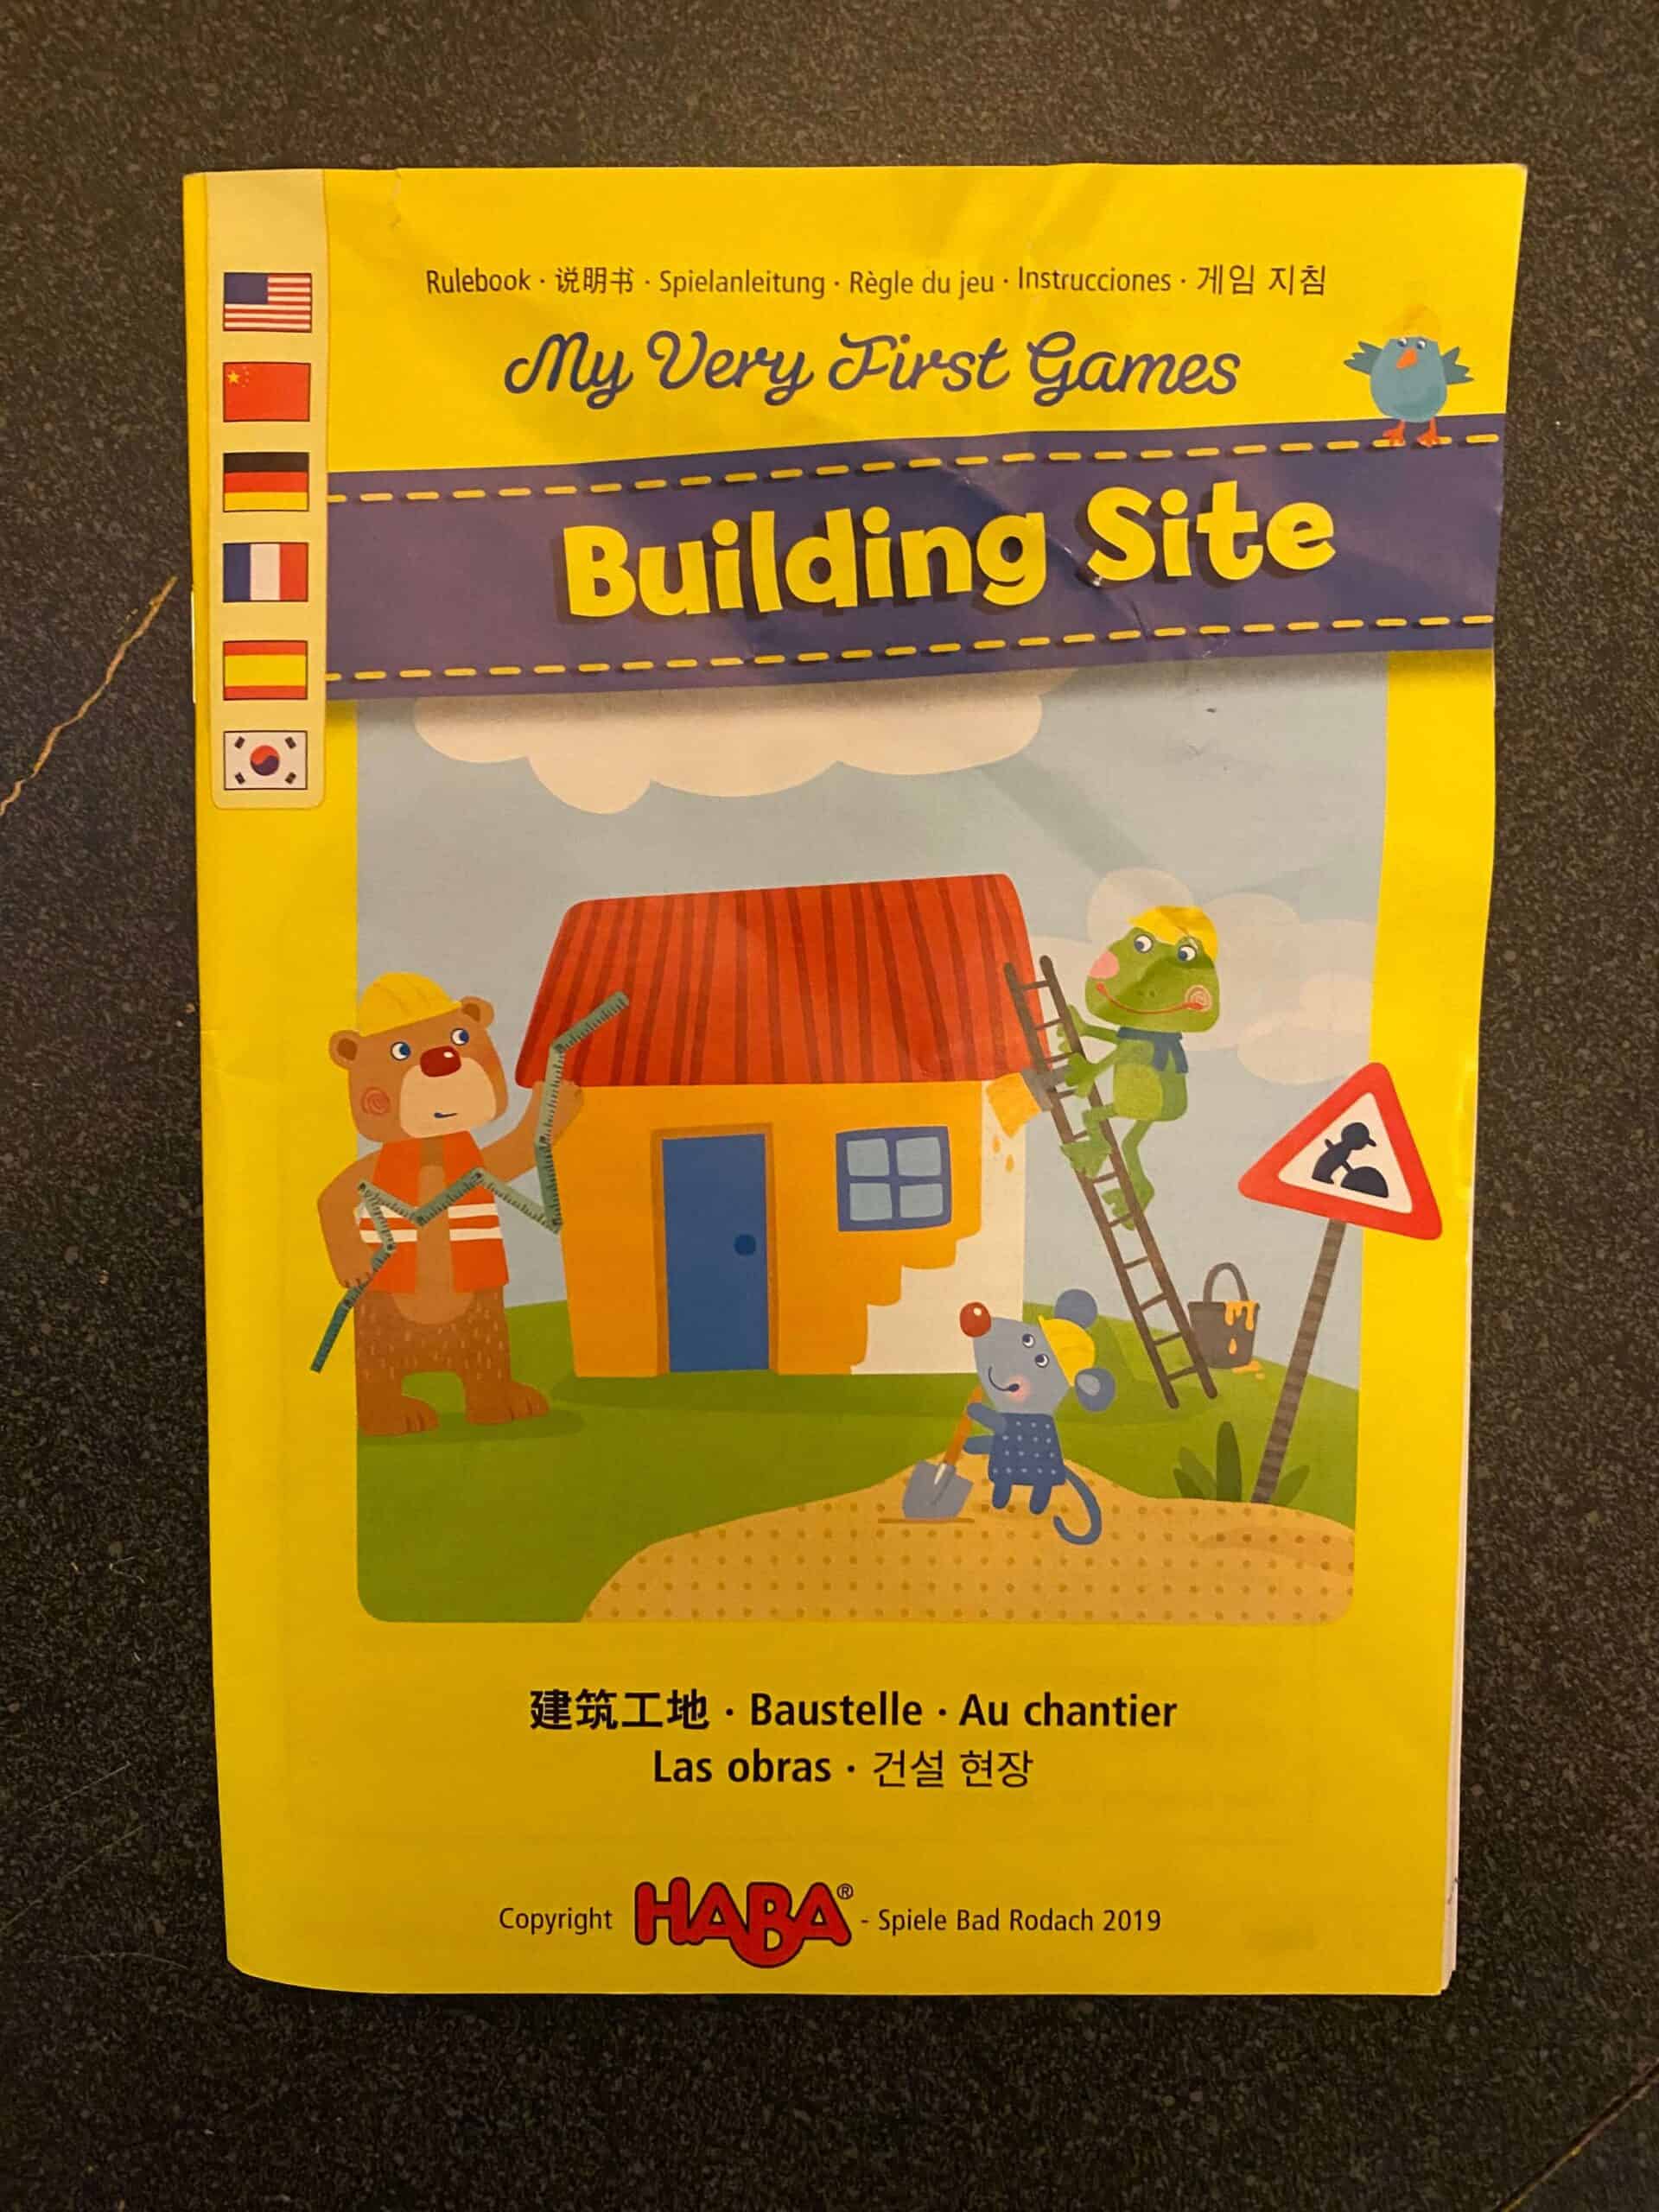 Rulebook · 说明书 · Spielanleitung · Règle du jeu · Instrucciones · 게임 지침
My Very First Games
Building Site
建筑工地 · Baustelle · Au chantier
Las obras · 건설 현장
Copyright HABA® - Spiele Bad Rodach 2019